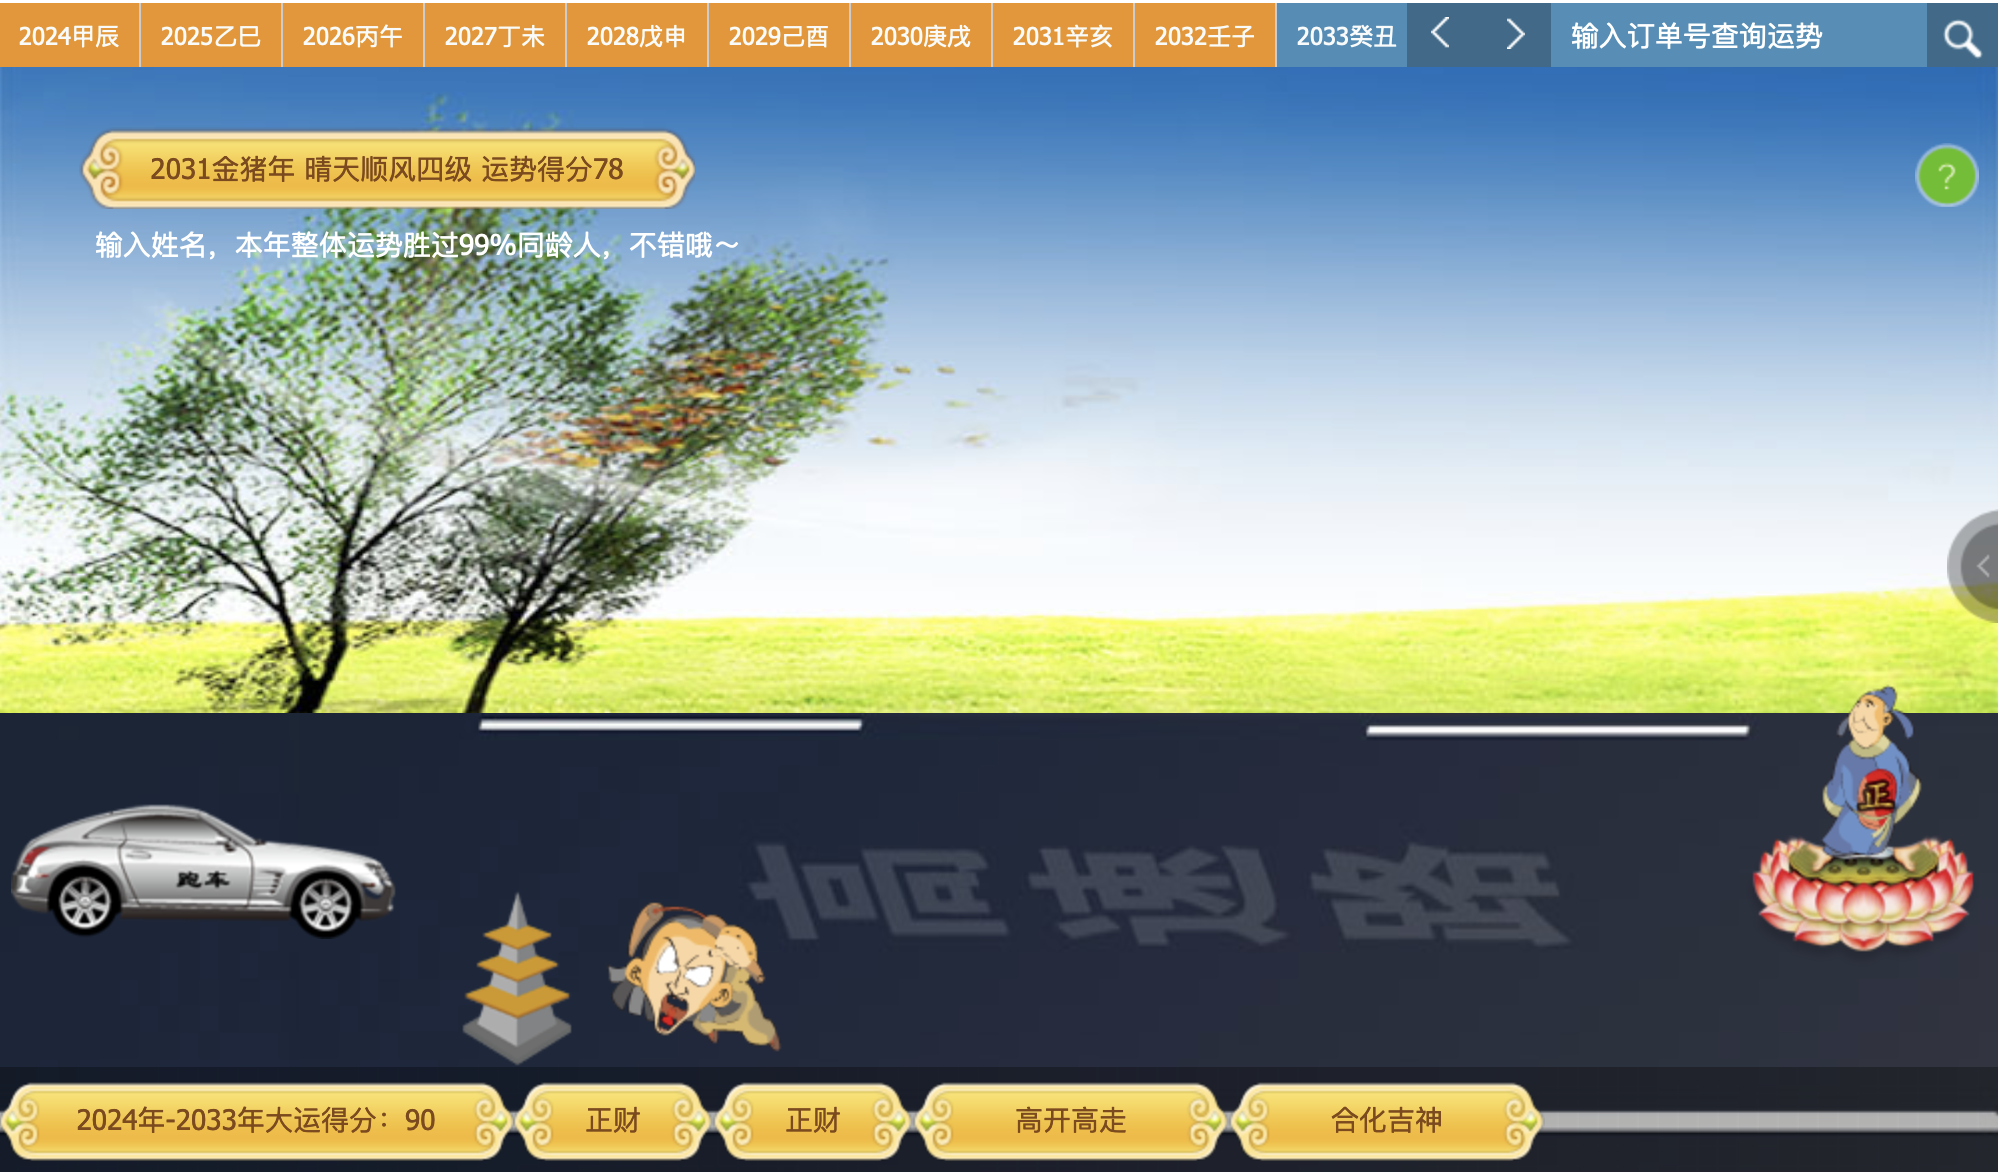 2024甲辰
2025乙巳
2026丙午
2027丁未
2028戊申
2029己酉
2030庚戌
2031辛亥
2032壬子
2033癸丑
输入订单号查询运势
2031金猪年 晴天顺风四级 运势得分78
?
输入姓名，本年整体运势胜过99%同龄人，不错哦～
正
跑车
高速路
2024年-2033年大运得分：90
正财
正财
高开高走
合化吉神